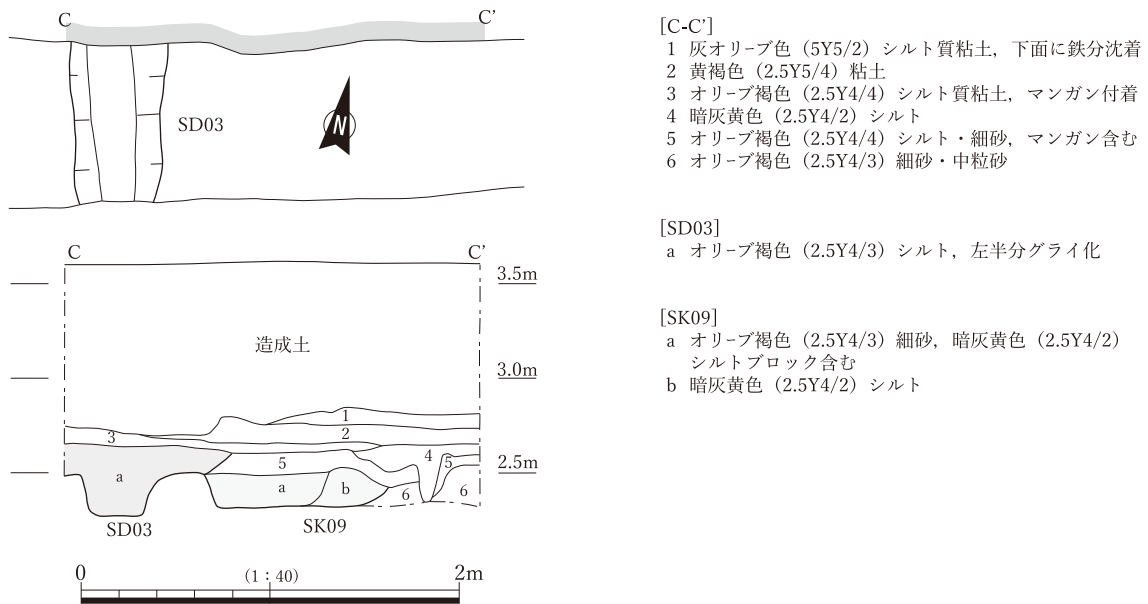 C
C'
SD03
N
C
C'
3.5m
造成土
3.0m
1
2
3
4
5
5
2.5m
a
a
b
6
6
SD03
SK09
0
(1：40)
2m
[C-C']
1 灰オリーブ色（5Y5/2）シルト質粘土，下面に鉄分沈着
2 黄褐色（2.5Y5/4）粘土
3 オリーブ褐色（2.5Y4/4）シルト質粘土，マンガン付着
4 暗灰黄色（2.5Y4/2）シルト
5 オリーブ褐色（2.5Y4/4）シルト・細砂，マンガン含む
6 オリーブ褐色（2.5Y4/3）細砂・中粒砂
[SD03]
a オリーブ褐色（2.5Y4/3）シルト，左半分グライ化
[SK09]
a オリーブ褐色（2.5Y4/3）細砂，暗灰黄色（2.5Y4/2）
シルトブロック含む
b 暗灰黄色（2.5Y4/2）シルト